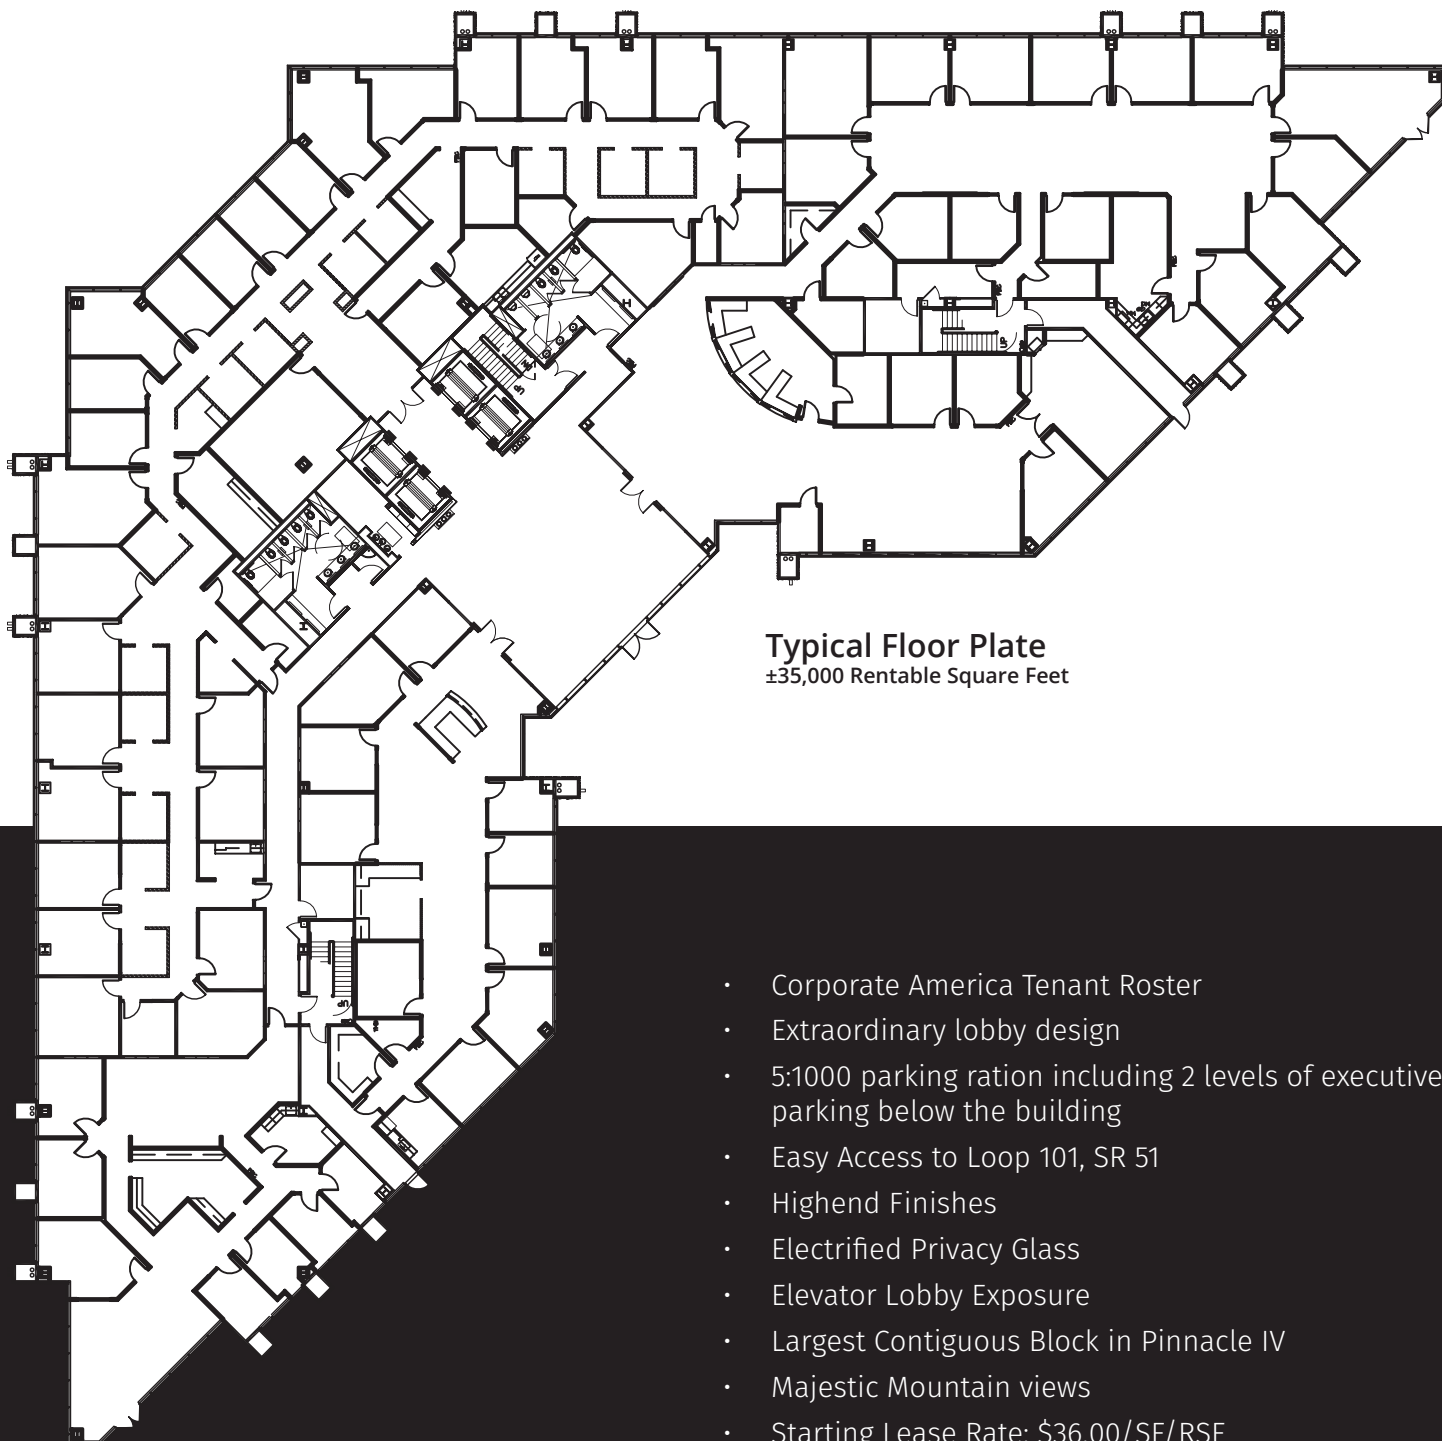 Typical Floor Plate
±35,000 Rentable Square Feet
UP
UP
UP
• Corporate America Tenant Roster
• Extraordinary lobby design
• 5:1000 parking ration including 2 levels of executive
parking below the building
• Easy Access to Loop 101, SR 51
• Highend Finishes
• Electrified Privacy Glass
• Elevator Lobby Exposure
• Largest Contiguous Block in Pinnacle IV
• Majestic Mountain views
• Starting Lease Rate: $36.00/SF/RSF